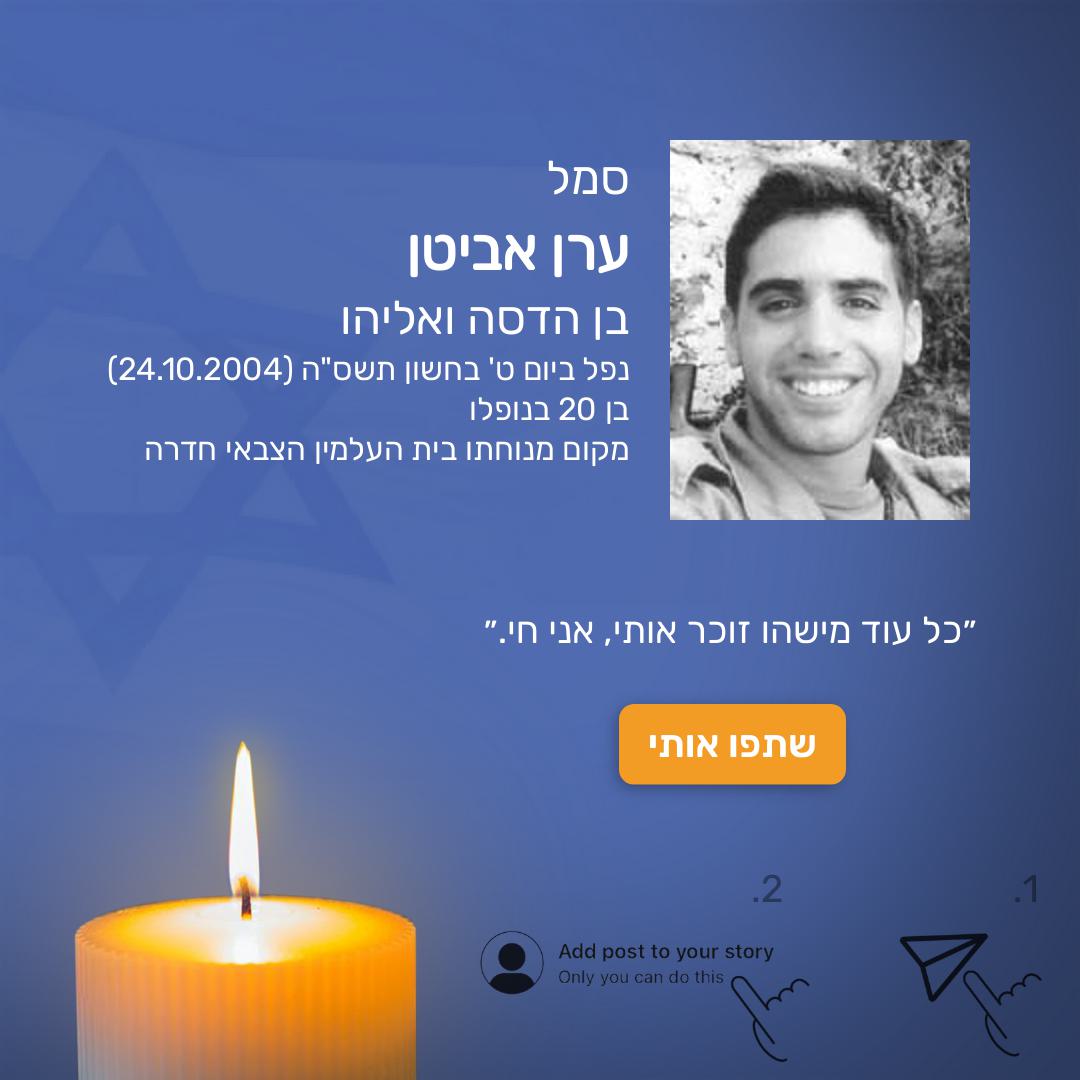 סמל
ערן אביטן
בן הדסה ואליהו
נפל ביום ט' בחשון תשס"ה (24.10.2004)
בן 20 בנופלו
מקום מנוחתו בית העלמין הצבאי חדרה
״כל עוד מישהו זוכר אותי, אני חי.״
שתפו אותי
.1
.2
Add post to your story
Only you can do this